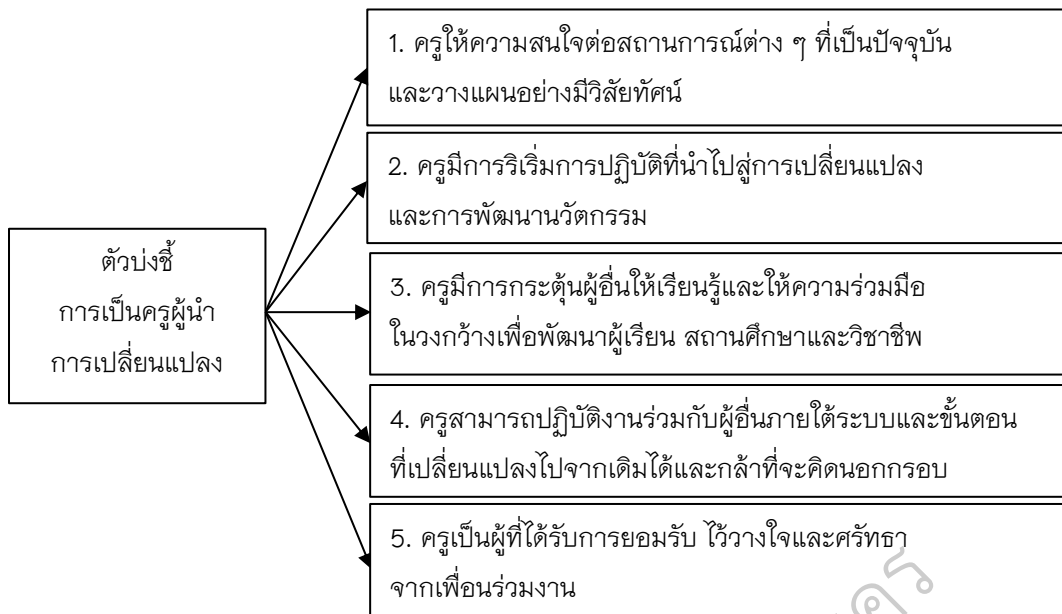 1. ครูให้ความสนใจต่อสถานการณ์ต่าง ๆ ที่เป็นปัจจุบัน
และวางแผนอย่างมีวิสัยทัศน์
2. ครูมีการริเริ่มการปฏิบัติที่นำไปสู่การเปลี่ยนแปลง
และการพัฒนานวัตกรรม
ตัวบ่งชี้
การเป็นครูผู้นำ
การเปลี่ยนแปลง
3. ครูมีการกระตุ้นผู้อื่นให้เรียนรู้และให้ความร่วมมือ
ในวงกว้างเพื่อพัฒนาผู้เรียน สถานศึกษาและวิชาชีพ
4. ครูสามารถปฏิบัติงานร่วมกับผู้อื่นภายใต้ระบบและขั้นตอน
ที่เปลี่ยนแปลงไปจากเดิมได้และกล้าที่จะคิดนอกกรอบ
5. ครูเป็นผู้ที่ได้รับการยอมรับ ไว้วางใจและศรัทธา
จากเพื่อนร่วมงาน